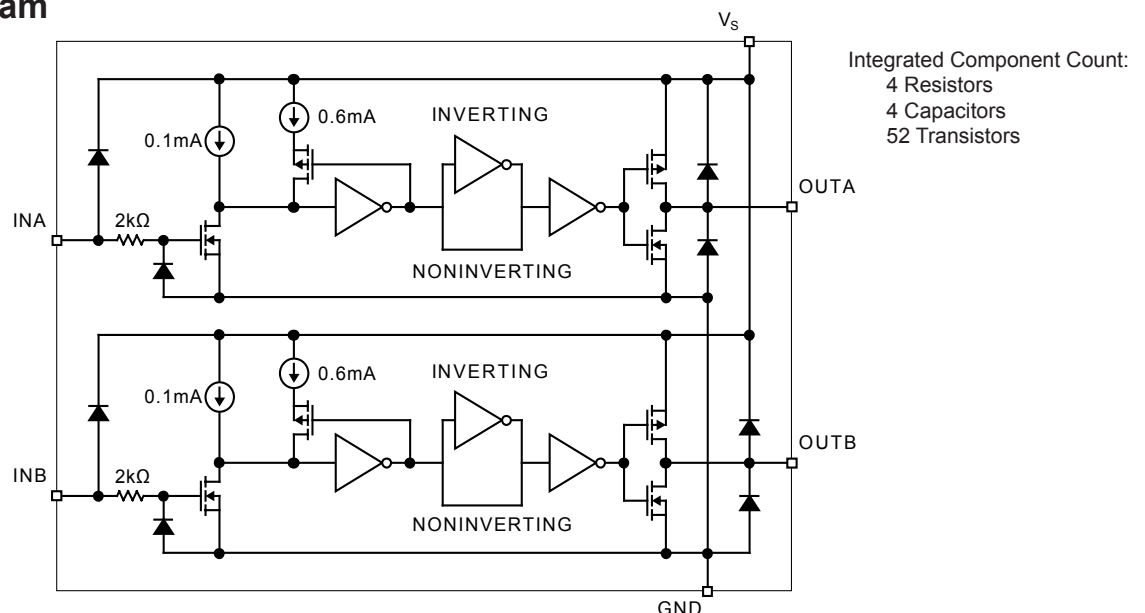 am
V_S
Integrated Component Count:
4 Resistors
4 Capacitors
52 Transistors
0.1mA
0.6mA
INVERTING
OUTA
INA
2kΩ
NONINVERTING
0.1mA
0.6mA
INVERTING
OUTB
INB
2kΩ
NONINVERTING
GND